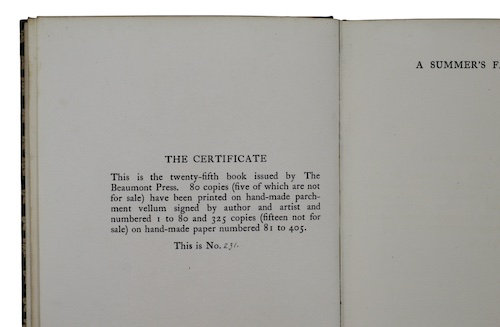 THE CERTIFICATE
This is the twenty-fifth book issued by The
Beaumont Press. 80 copies (five of which are not
for sale) have been printed on hand-made parch-
ment vellum signed by author and artist and
numbered 1 to 80 and 325 copies (fifteen not for
sale) on hand-made paper numbered 81 to 405.
This is No. 231.
A SUMMER'S F